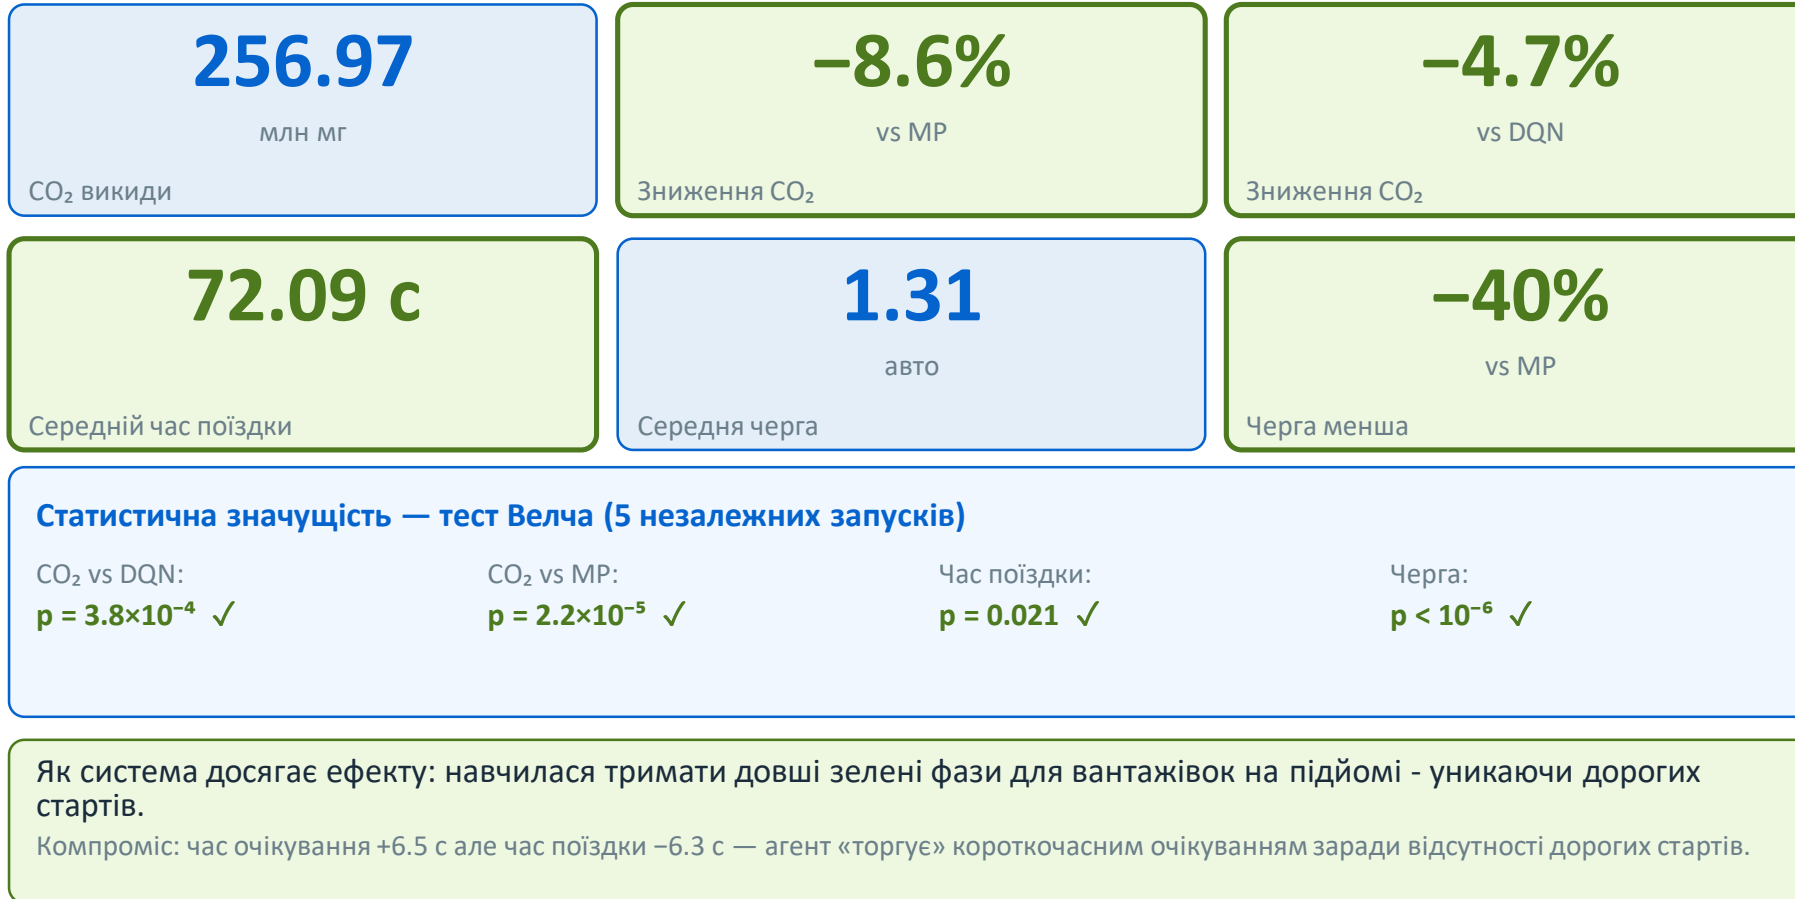 256.97
млн мг
CO₂ викиди
−8.6%
vs MP
Зниження CO₂
−4.7%
vs DQN
Зниження CO₂
72.09 с
Середній час поїздки
1.31
авто
Середня черга
−40%
vs MP
Черга менша
Статистична значущість — тест Велча (5 незалежних запусків)
CO₂ vs DQN:
p = 3.8×10⁻⁴ ✓
CO₂ vs MP:
p = 2.2×10⁻⁵ ✓
Час поїздки:
p = 0.021 ✓
Черга:
p < 10⁻⁶ ✓
Як система досягає ефекту: навчилася тримати довші зелені фази для вантажівок на підйомі - уникаючи дорогих
стартів.
Компроміс: час очікування +6.5 с але час поїздки −6.3 с — агент «торгує» короткочасним очікуванням заради відсутності дорогих стартів.